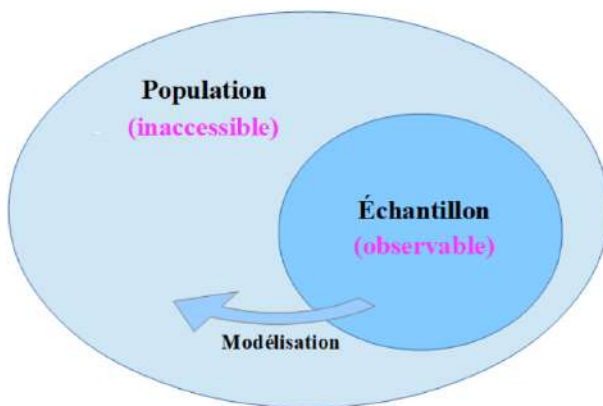 Population
(inaccessible)
Échantillon
(observable)
Modélisation